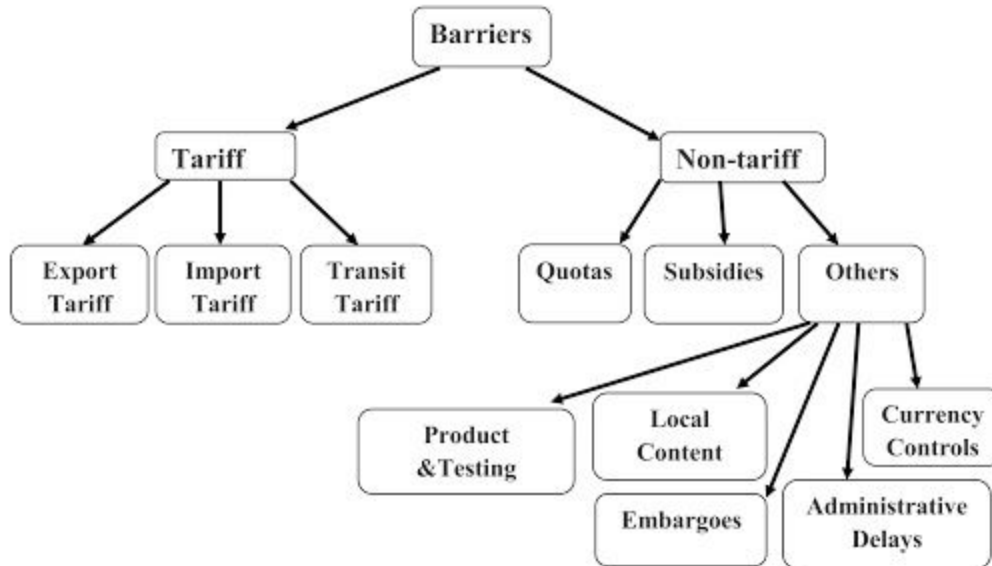 Barriers
Tariff
Non-tariff
Export
Tariff
Import
Tariff
Transit
Tariff
Quotas
Subsidies
Others
Product
&Testing
Local
Content
Currency
Controls
Embargoes
Administrative
Delays